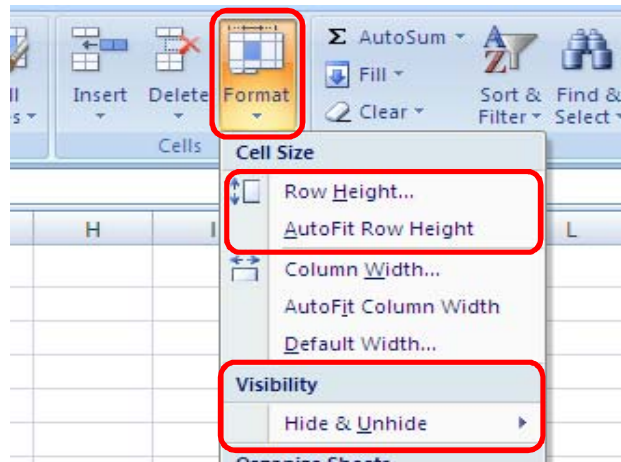 Σ AutoSum
Fill
Insert Delete Format Clear Sort & Find &
Filter Select
Cells
Cell Size
Row Height...
H I AutoFit Row Height L
Column Width...
AutoFit Column Width
Default Width...
Visibility
Hide & Unhide